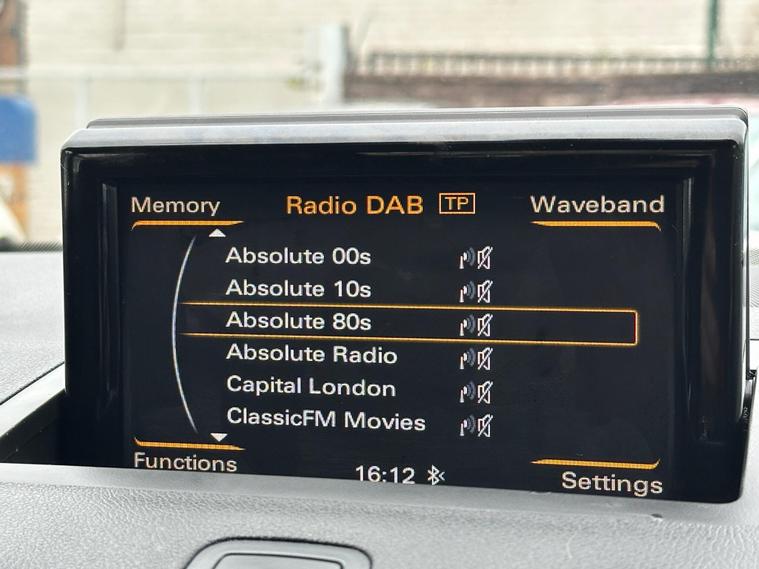 Memory Radio DAB TP Waveband
Absolute 00s
Absolute 10s
Absolute 80s
Absolute Radio
Capital London
ClassicFM Movies
Functions 16:12 Settings